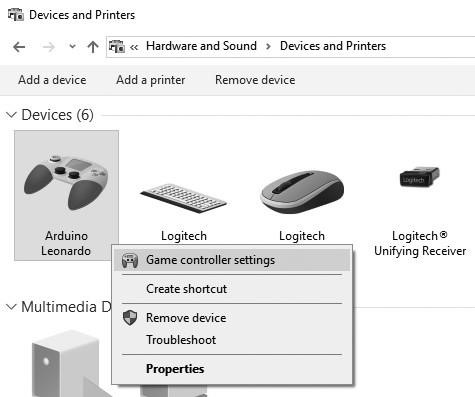 Devices and Printers
« Hardware and Sound > Devices and Printers
Add a device Add a printer Remove device
Devices (6)
Arduino
Leonardo
Logitech
Logitech
Logitech®
Unifying Receiver
Logitech
Game controller settings
Create shortcut
Multimedia D
Remove device
Troubleshoot
Properties